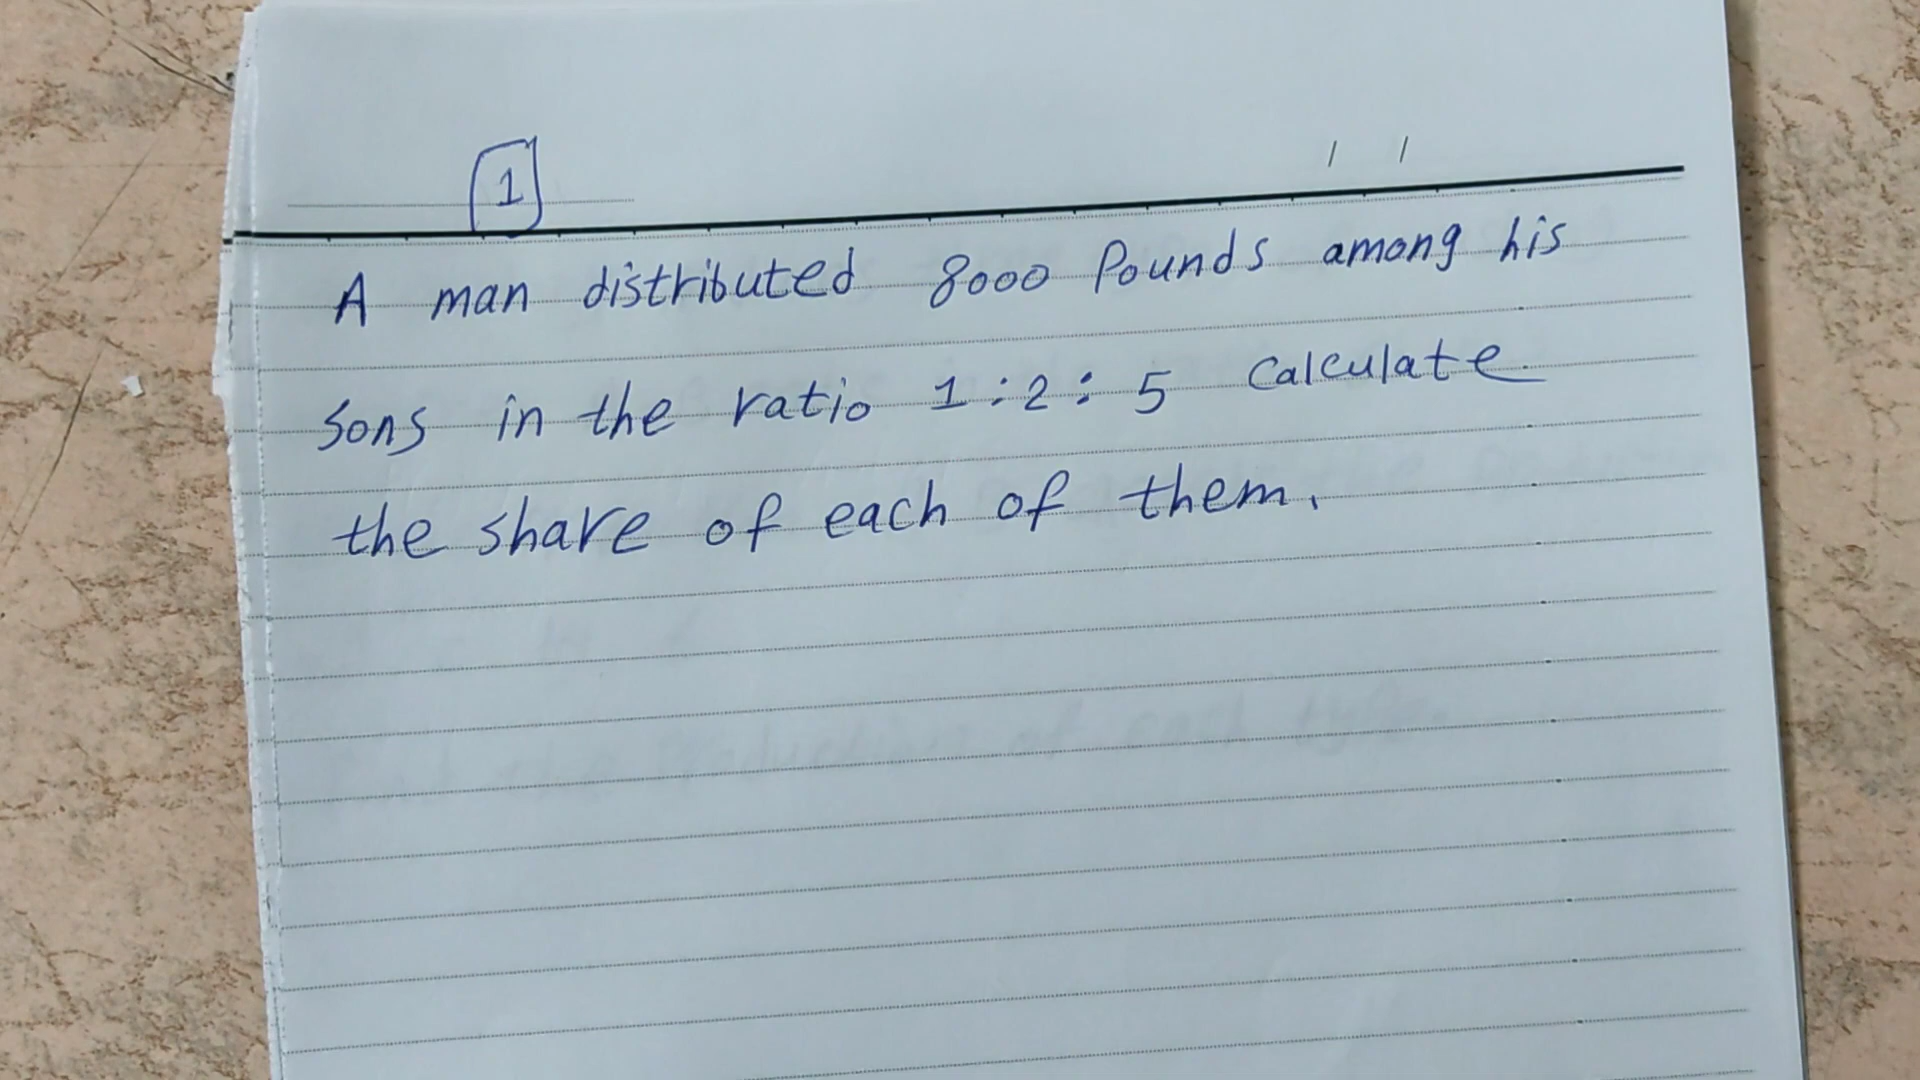 1
/ /
A man distributed 8000 Pounds among his
sons in the ratio 1:2:5 Calculate
the share of each of them.